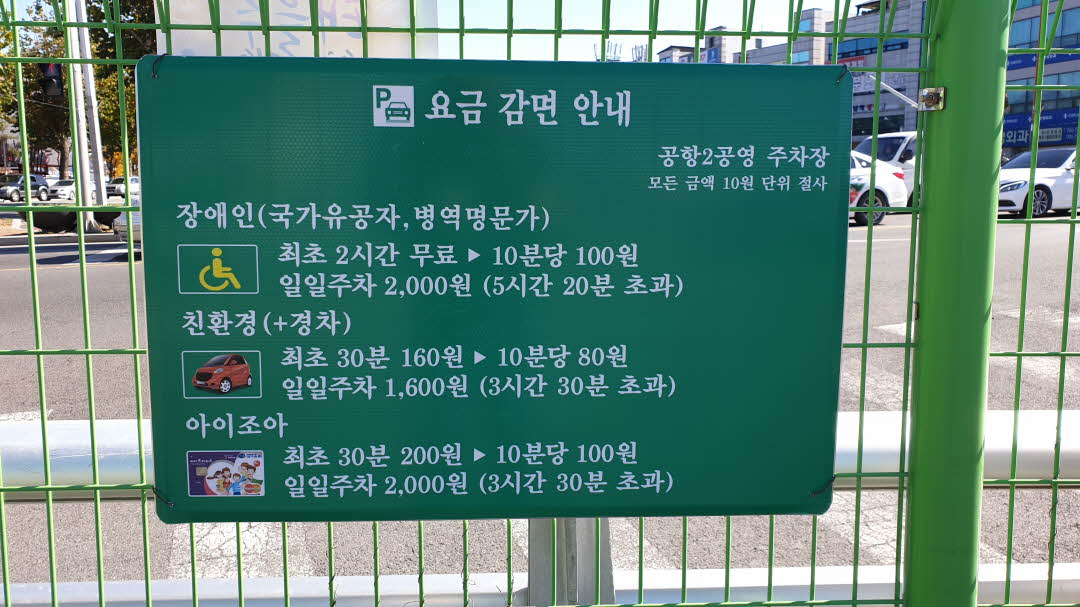 P 요금 감면 안내
공항2공영 주차장
모든 금액 10원 단위 절사
장애인(국가유공자,병역명문가)
최초 2시간 무료 ▶ 10분당 100원
일일주차 2,000원 (5시간 20분 초과)
친환경(+경차)
최초 30분 160원 ▶ 10분당 80원
일일주차 1,600원 (3시간 30분 초과)
아이조아
최초 30분 200원 ▶ 10분당 100원
일일주차 2,000원 (3시간 30분 초과)